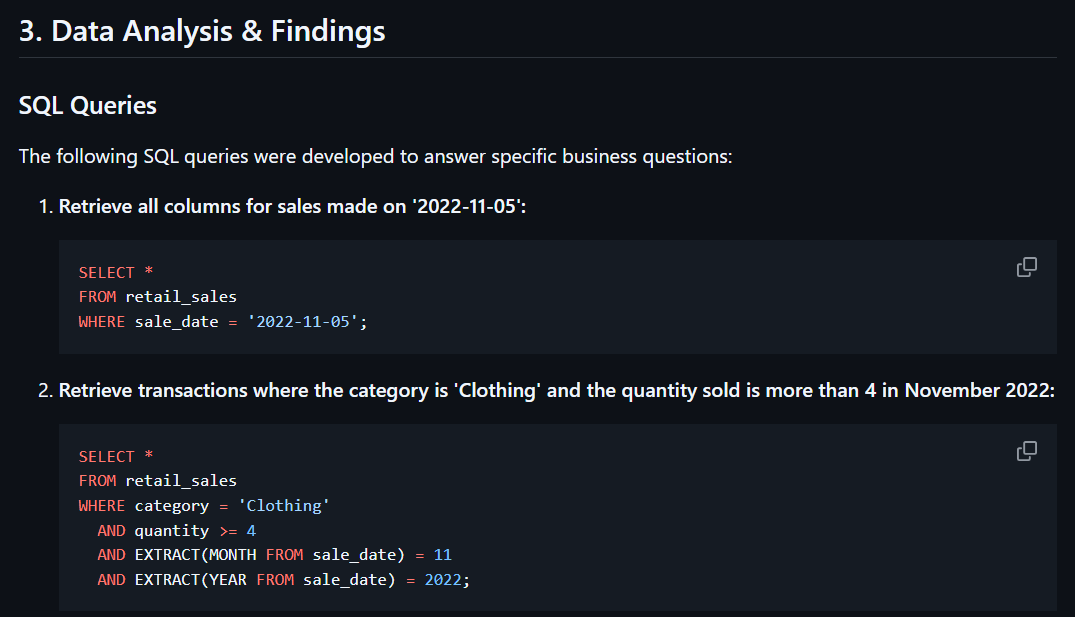 3. Data Analysis & Findings
SQL Queries
The following SQL queries were developed to answer specific business questions:
1. Retrieve all columns for sales made on '2022-11-05':
SELECT *
FROM retail_sales
WHERE sale_date = '2022-11-05';
2. Retrieve transactions where the category is 'Clothing' and the quantity sold is more than 4 in November 2022:
SELECT *
FROM retail_sales
WHERE category = 'Clothing'
  AND quantity >= 4
  AND EXTRACT(MONTH FROM sale_date) = 11
  AND EXTRACT(YEAR FROM sale_date) = 2022;